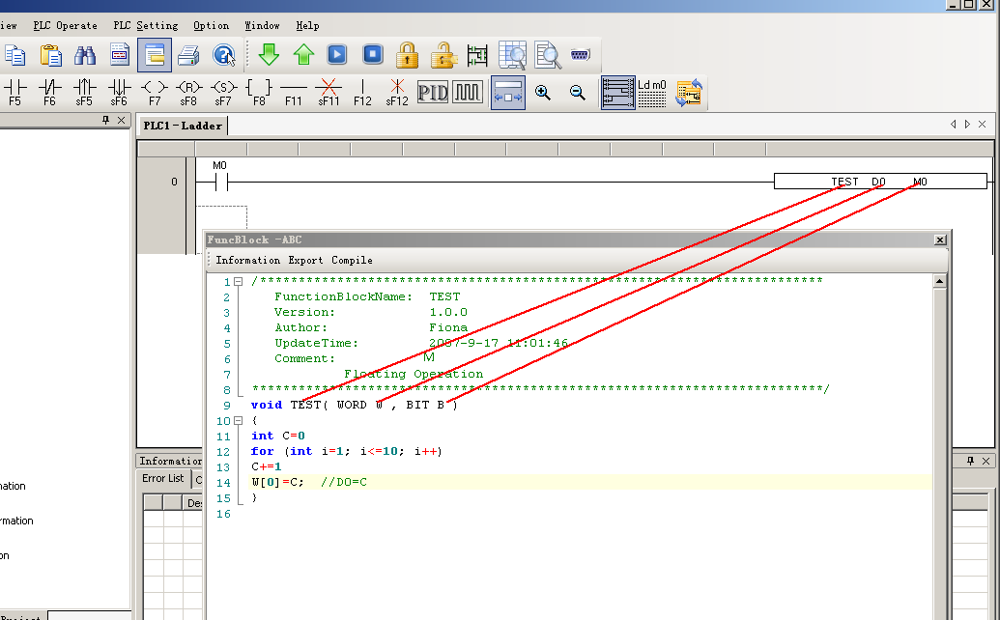 iew PLC Operate PLC Setting Option Window Help
F5 F6 sF5 sF6 F7 sF8 sF7 F8 F11 sF11 F12 sF12 PID Ld m0
(R) (S)
PLC1-Ladder
M0
0
TEST D0 M0
FuncBlock -ABC
Information Export Compile
1 /**************************************************************************
2 FunctionBlockName: TEST
3 Version: 1.0.0
4 Author: Fiona
5 UpdateTime: 2007-9-17 11:01:46
6 Comment: M
7 Floating Operation
8 **************************************************************************/
9 void TEST( WORD W , BIT B )
10 {
11 int C=0
12 for (int i=1; i<=10; i++)
13 C+=1
14 W[0]=C; //D0=C
15 }
16
Information
Error List
Des
mation
rmation
on
Project